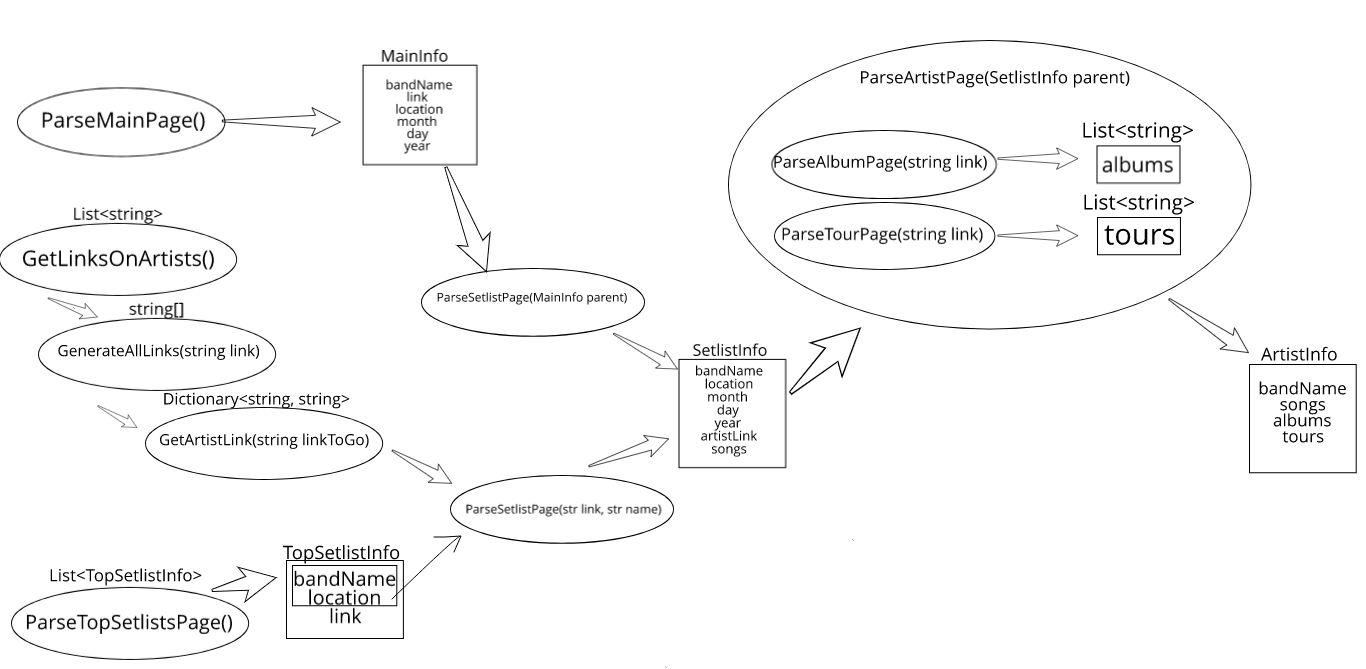 MainInfo
bandName
link
location
month
day
year
ParseMainPage()
List<string>
GetLinksOnArtists()
string[]
GenerateAllLinks(string link)
Dictionary<string, string>
GetArtistLink(string linkToGo)
List<TopSetlistInfo>
ParseTopSetlistsPage()
TopSetlistInfo
bandName
location
link
ParseSetlistPage(MainInfo parent)
ParseSetlistPage(str link, str name)
SetlistInfo
bandName
location
month
day
year
artistLink
songs
ParseArtistPage(SetlistInfo parent)
ParseAlbumPage(string link)
List<string>
albums
ParseTourPage(string link)
List<string>
tours
ArtistInfo
bandName
songs
albums
tours